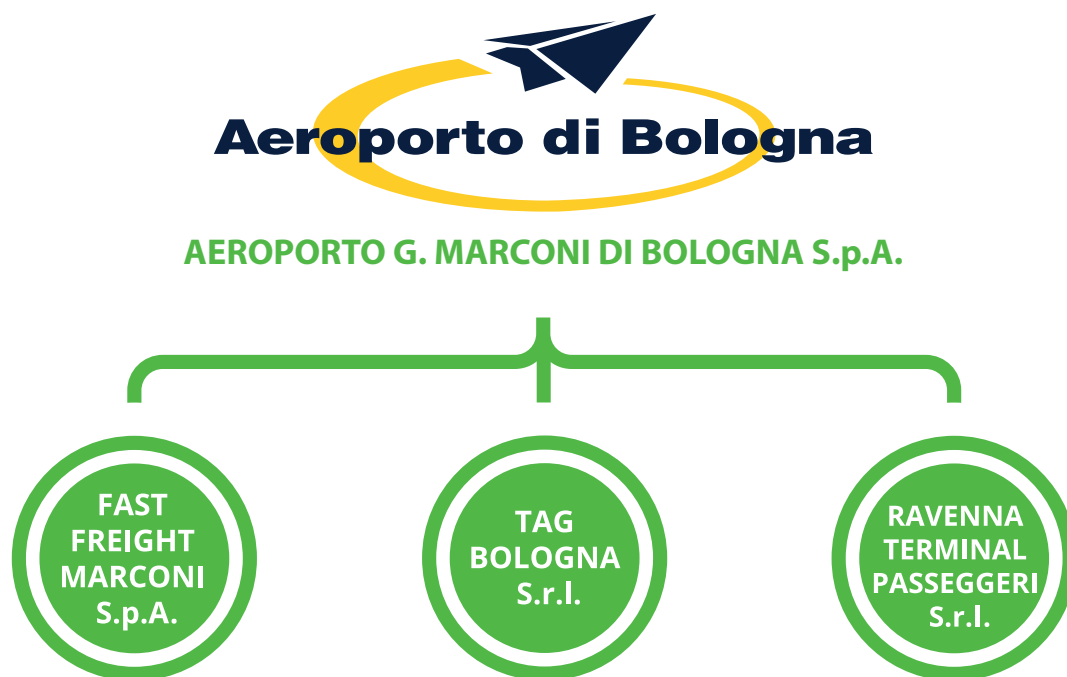 Aeroporto di Bologna
AEROPORTO G. MARCONI DI BOLOGNA S.p.A.
FAST
FREIGHT
MARCONI
S.p.A.
TAG
BOLOGNA
S.r.l.
RAVENNA
TERMINAL
PASSEGGERI
S.r.l.